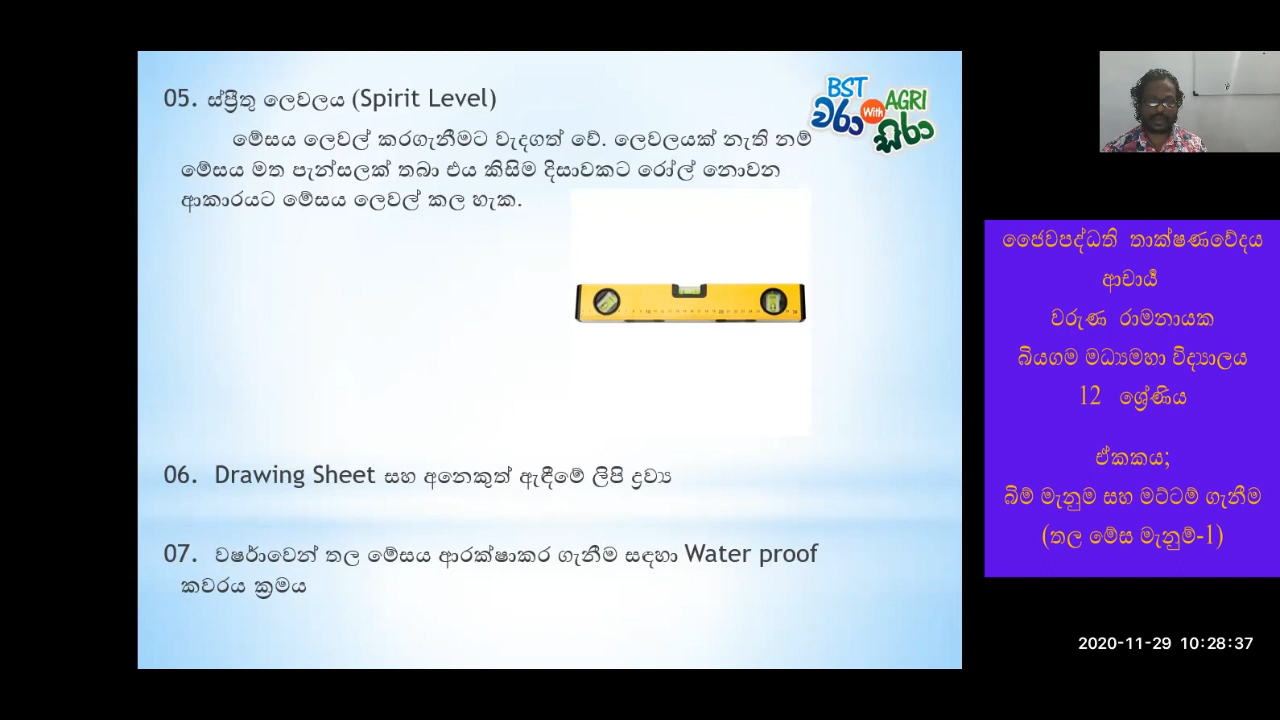 05. ස්ප්‍රීතු ලෙවලය (Spirit Level)
මේසය ලෙවල් කරගැනීමට වැදගත් වේ. ලෙවලයක් නැති නම්
මේසය මත පැන්සලක් තබා එය කිසිම දිසාවකට රෝල් නොවන
ආකාරයට මේසය ලෙවල් කල හැක.
06. Drawing Sheet සහ අනෙකුත් ඇඳීමේ ලිපි ද්‍රව්‍ය
07. වර්ෂාවෙන් තල මේසය ආරක්ෂාකර ගැනීම සඳහා Water proof
කවරය ක්‍රමය
BST
වරා With AGRI
සිරා
ජෛවපද්ධති තාක්ෂණවේදය
ආචාර්ය
වරුණ රාමනායක
බියගම මධ්‍යමහා විද්‍යාලය
12 ශ්‍රේණිය
ඒකකය;
බිම් මැනුම සහ මට්ටම් ගැනීම
(තල මේස මැනුම්-1)
2020-11-29 10:28:37